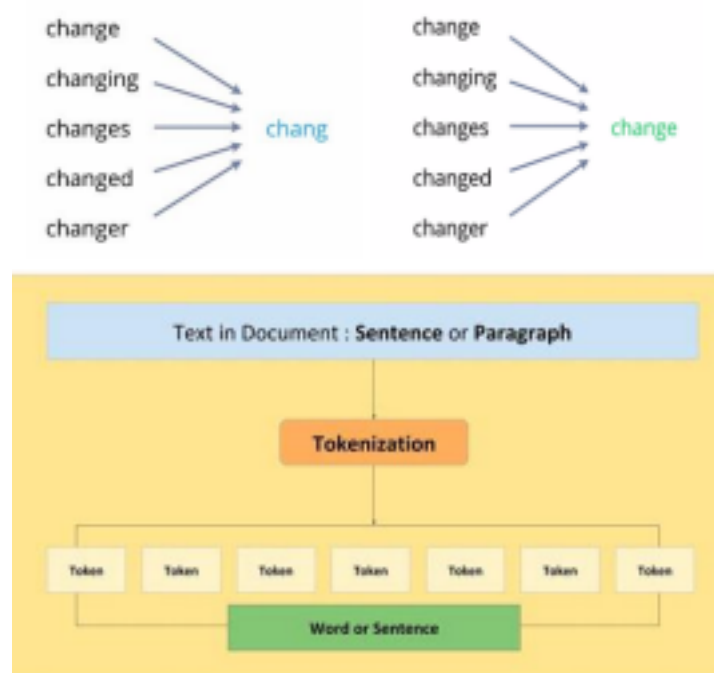 change
changing
changes
changed
changer
chang
change
changing
changes
changed
changer
change
Text in Document : Sentence or Paragraph
Tokenization
Token Token Token Token Token Token Token
Word or Sentence